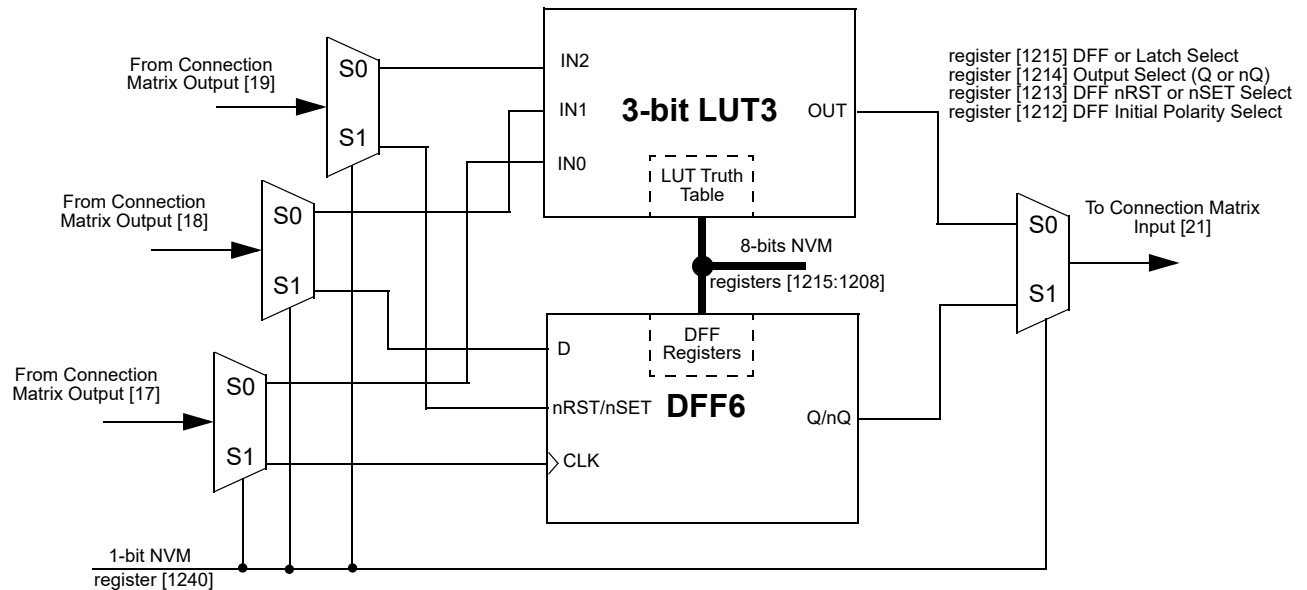 From Connection
Matrix Output [19]
S0
S1
From Connection
Matrix Output [18]
S0
S1
From Connection
Matrix Output [17]
S0
S1
1-bit NVM
register [1240]
IN2
IN1
IN0
3-bit LUT3
OUT
LUT Truth
Table
8-bits NVM
registers [1215:1208]
DFF
Registers
D
nRST/nSET
CLK
DFF6
Q/nQ
register [1215] DFF or Latch Select
register [1214] Output Select (Q or nQ)
register [1213] DFF nRST or nSET Select
register [1212] DFF Initial Polarity Select
S0
S1
To Connection Matrix
Input [21]